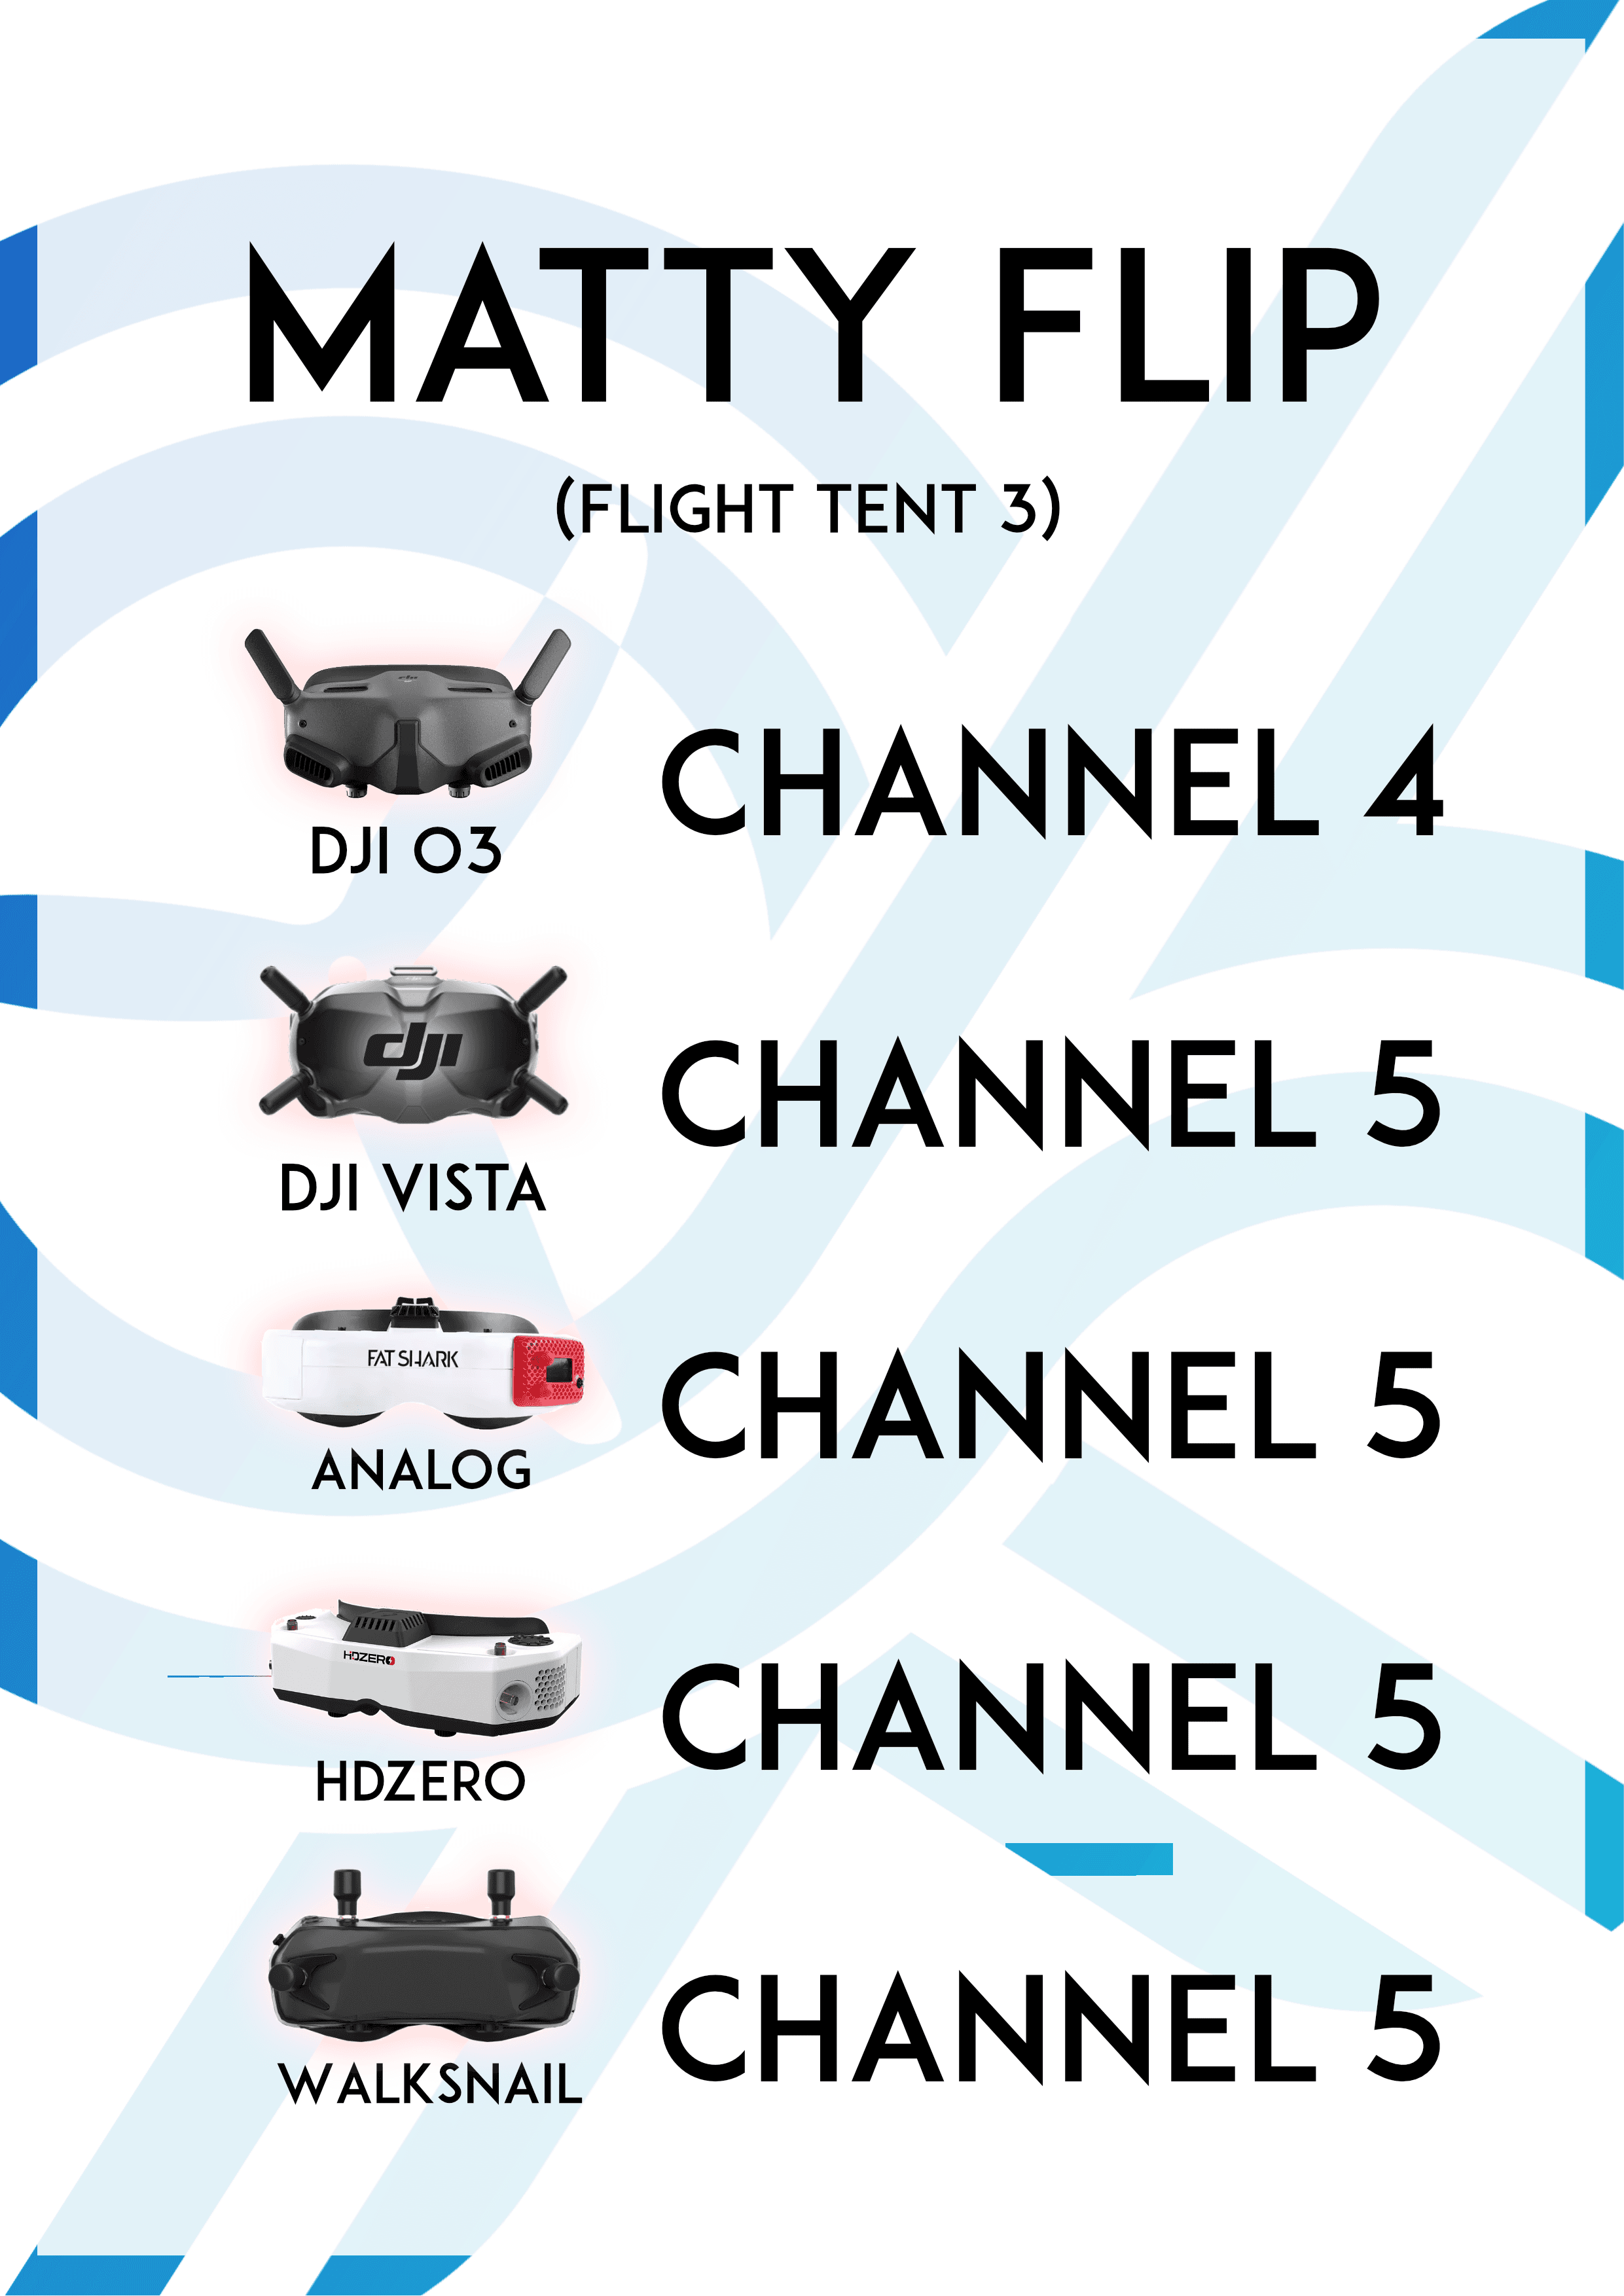 MATTY FLIP
(FLIGHT TENT 3)
CHANNEL 4
DJI O3
dji
CHANNEL 5
DJI VISTA
FAT SHARK
CHANNEL 5
ANALOG
HDZERO
CHANNEL 5
HDZERO
CHANNEL 5
WALKSNAIL